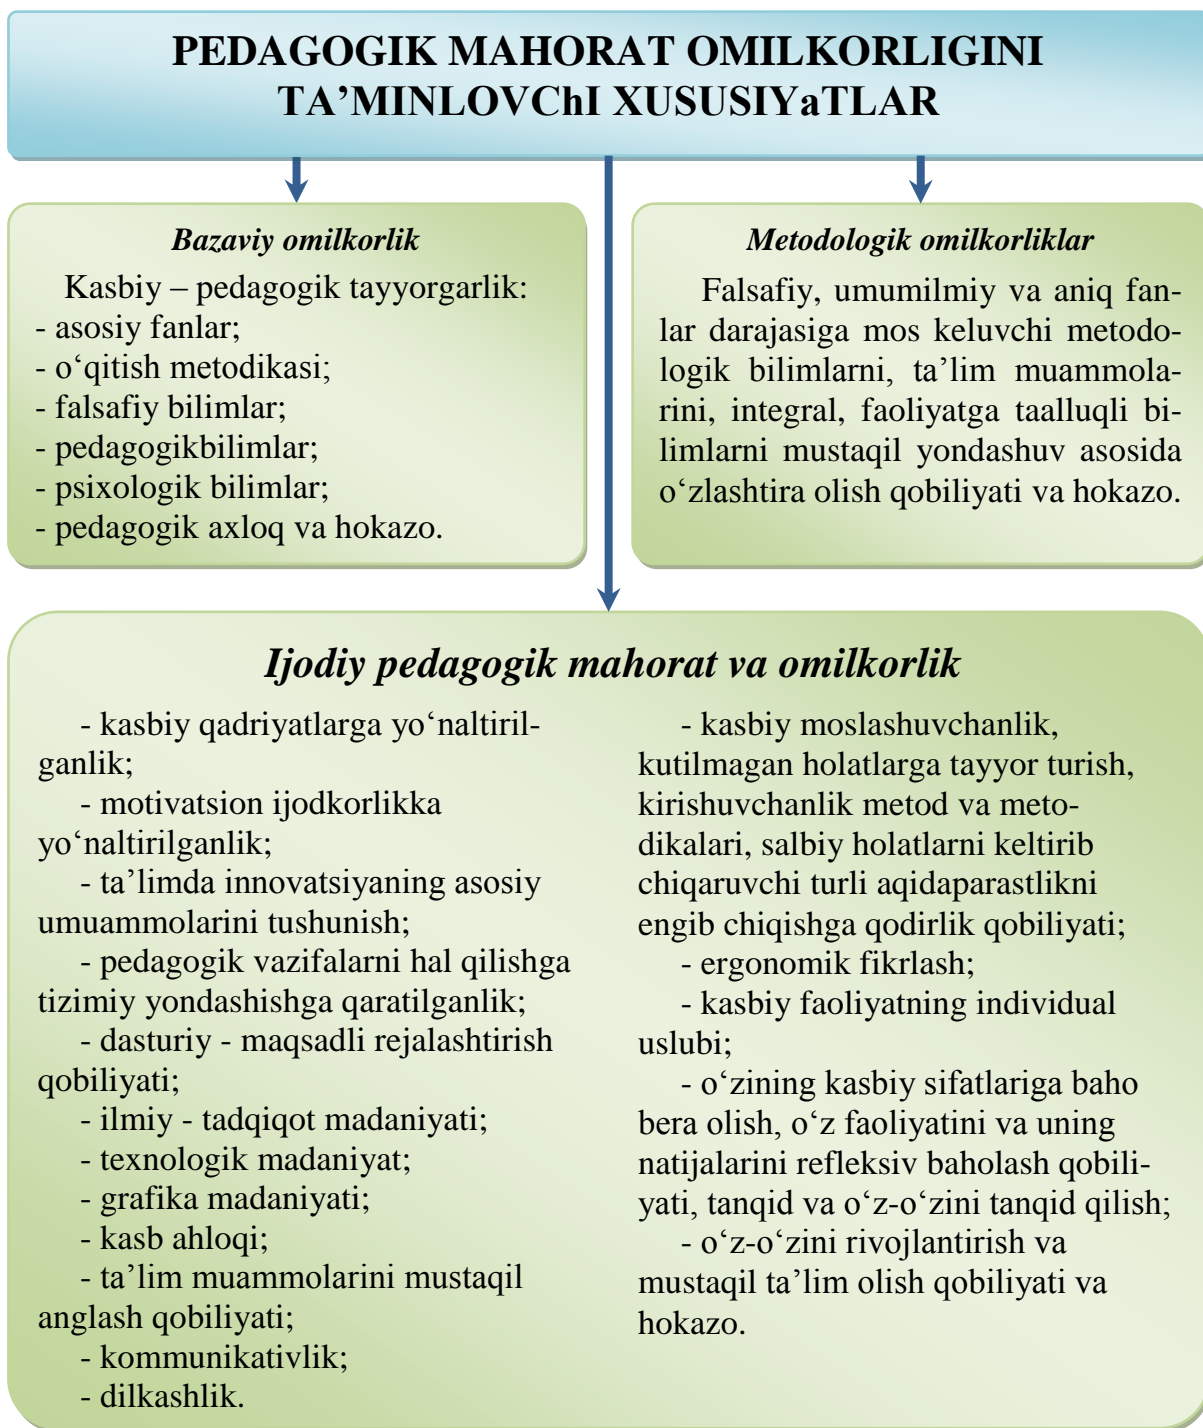 PEDAGOGIK MAHORAT OMILKORLIGINI
TA’MINLOVChI XUSUSIYaTLAR
Bazaviy omilkorlik
Kasbiy – pedagogik tayyorgarlik:
- asosiy fanlar;
- o‘qitish metodikasi;
- falsafiy bilimlar;
- pedagogikbilimlar;
- psixologik bilimlar;
- pedagogik axloq va hokazo.
Metodologik omilkorliklar
Falsafiy, umumilmiy va aniq fan-
lar darajasiga mos keluvchi metodo-
logik bilimlarni, ta’lim muammola-
rini, integral, faoliyatga taalluqli bi-
limlarni mustaqil yondashuv asosida
o‘zlashtira olish qobiliyati va hokazo.
Ijodiy pedagogik mahorat va omilkorlik
- kasbiy qadriyatlarga yo‘naltiril-
ganlik;
- motivatsion ijodkorlikka
yo‘naltirilganlik;
- ta’limda innovatsiyaning asosiy
umuammolarini tushunish;
- pedagogik vazifalarni hal qilishga
tizimiy yondashishga qaratilganlik;
- dasturiy - maqsadli rejalashtirish
qobiliyati;
- ilmiy - tadqiqot madaniyati;
- texnologik madaniyat;
- grafika madaniyati;
- kasb ahloqi;
- ta’lim muammolarini mustaqil
anglash qobiliyati;
- kommunikativlik;
- dilkashlik.
- kasbiy moslashuvchanlik,
kutilmagan holatlarga tayyor turish,
kirishuvchanlik metod va meto-
dikalari, salbiy holatlarni keltirib
chiqaruvchi turli aqidaparastlikni
engib chiqishga qodirlik qobiliyati;
- ergonomik fikrlash;
- kasbiy faoliyatning individual
uslubi;
- o‘zining kasbiy sifatlariga baho
bera olish, o‘z faoliyatini va uning
natijalarini refleksiv baholash qobili-
yati, tanqid va o‘z-o‘zini tanqid qilish;
- o‘z-o‘zini rivojlantirish va
mustaqil ta’lim olish qobiliyati va
hokazo.